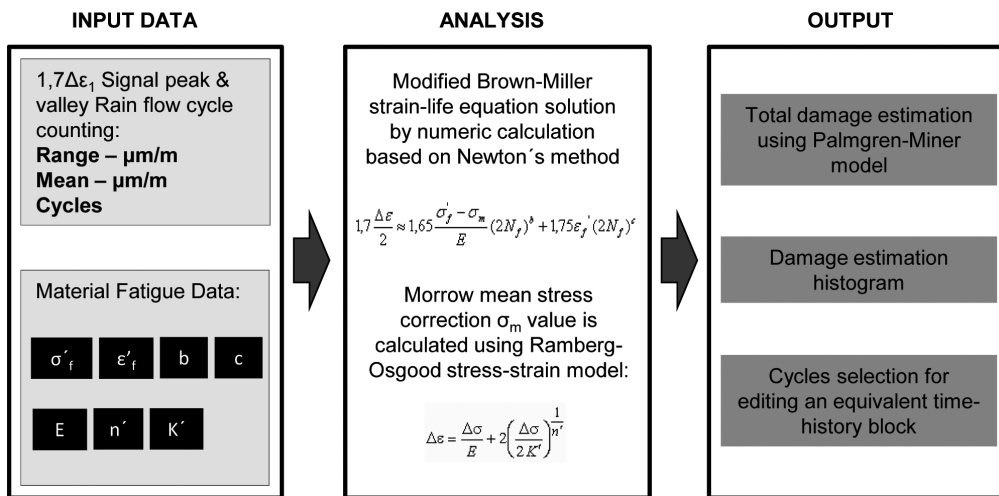 INPUT DATA
1,7Δε₁ Signal peak &
valley Rain flow cycle
counting:
Range – µm/m
Mean – µm/m
Cycles
Material Fatigue Data:
σ´f ε'f b c
E n´ K´
ANALYSIS
Modified Brown-Miller
strain-life equation solution
by numeric calculation
based on Newton´s method
1,7 Δε/2 ≈ 1,65 (σ'f − σm)/E (2Nf)^b + 1,75εf'(2Nf)^c
Morrow mean stress
correction σm value is
calculated using Ramberg-
Osgood stress-strain model:
Δε = Δσ/E + 2(Δσ/2K')^(1/n')
OUTPUT
Total damage estimation
using Palmgren-Miner
model
Damage estimation
histogram
Cycles selection for
editing an equivalent time-
history block